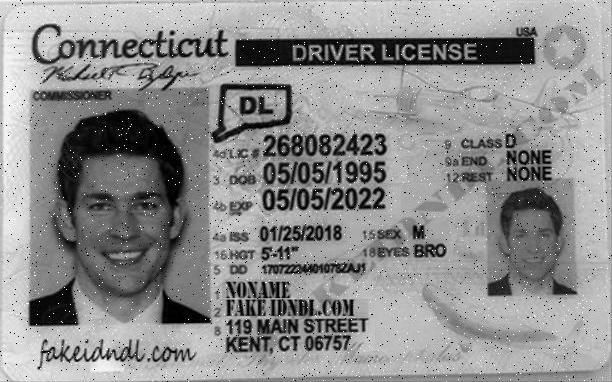 Connecticut
USA
DRIVER LICENSE
COMMISSIONER
DL
4d LIC # 268082423
9 CLASS D
3 DOB 05/05/1995
9a END NONE
4b EXP 05/05/2022
12 REST NONE
4a ISS 01/25/2018 15 SEX M
16 HGT 5'-11" 18 EYES BRO
5 DD
1 NONAME
2 FAKE IDNDL.COM
8 119 MAIN STREET
KENT, CT 06757
fakeidndl.com